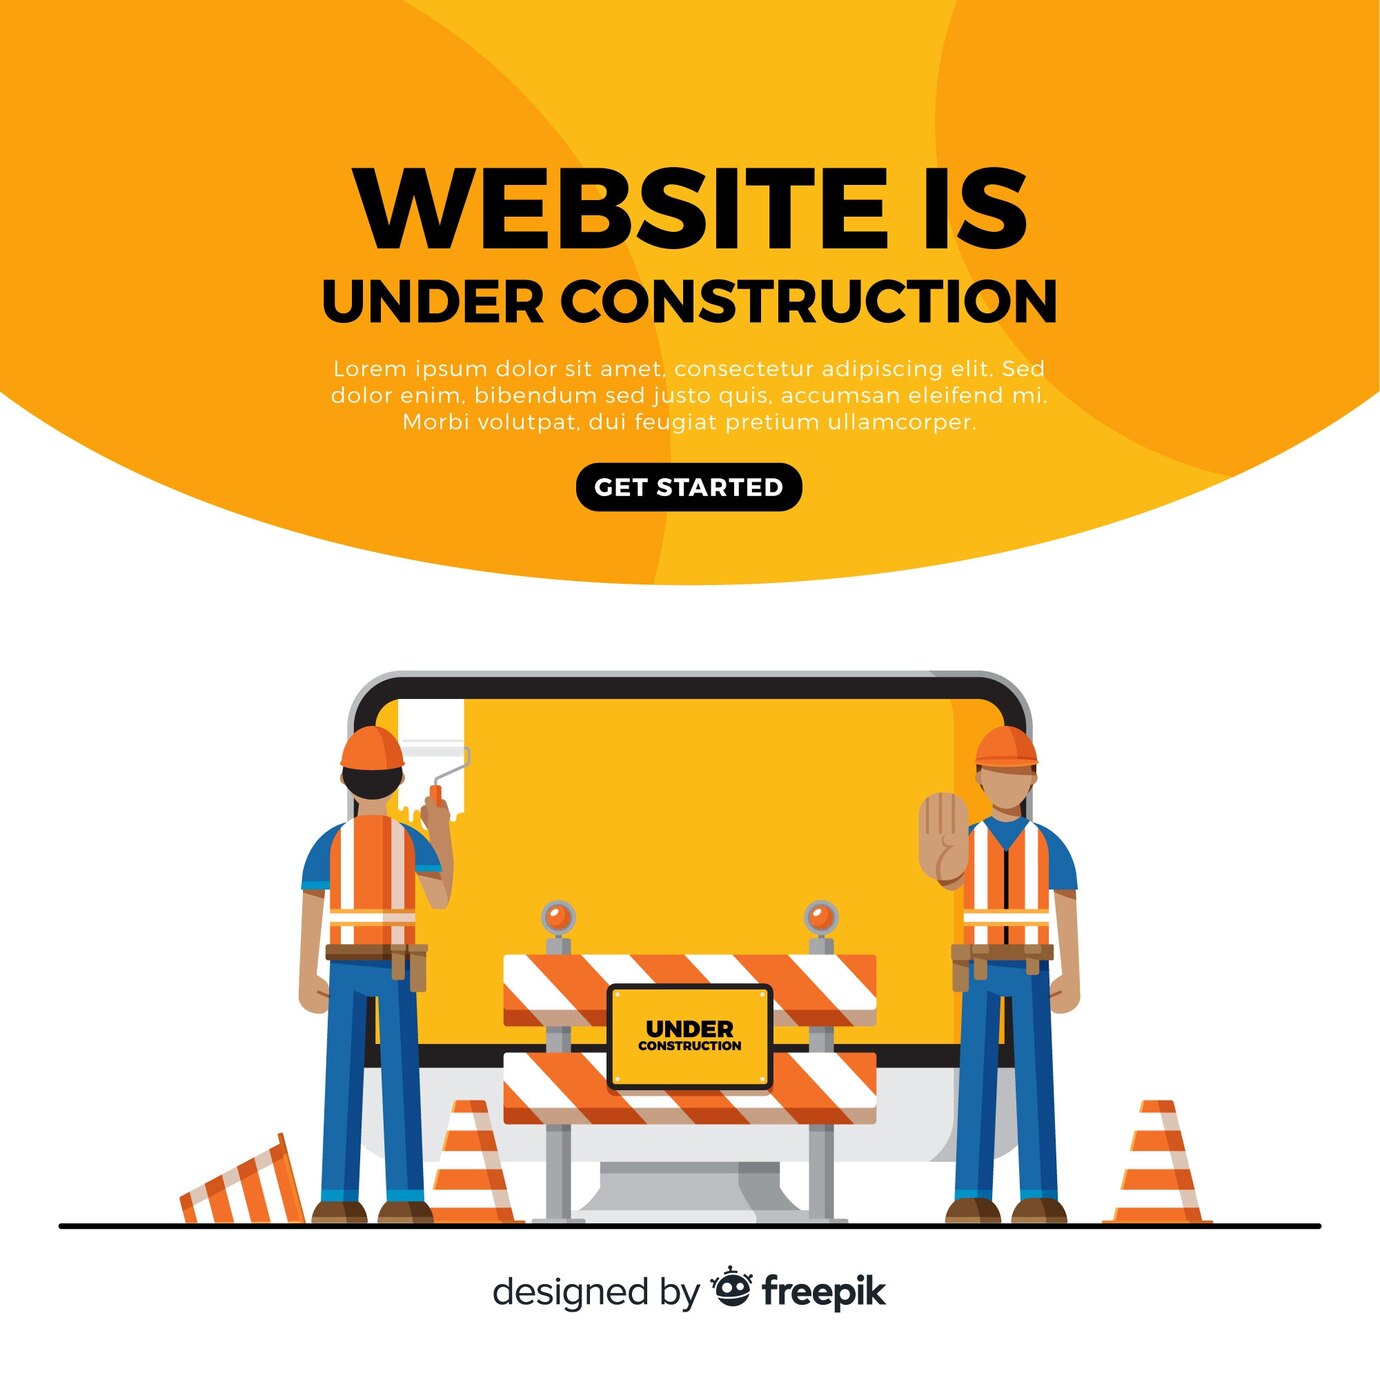 WEBSITE IS
UNDER CONSTRUCTION
Lorem ipsum dolor sit amet, consectetur adipiscing elit. Sed
dolor enim, bibendum sed justo quis, accumsan eleifend mi.
Morbi volutpat, dui feugiat pretium ullamcorper.
GET STARTED
UNDER
CONSTRUCTION
designed by freepik